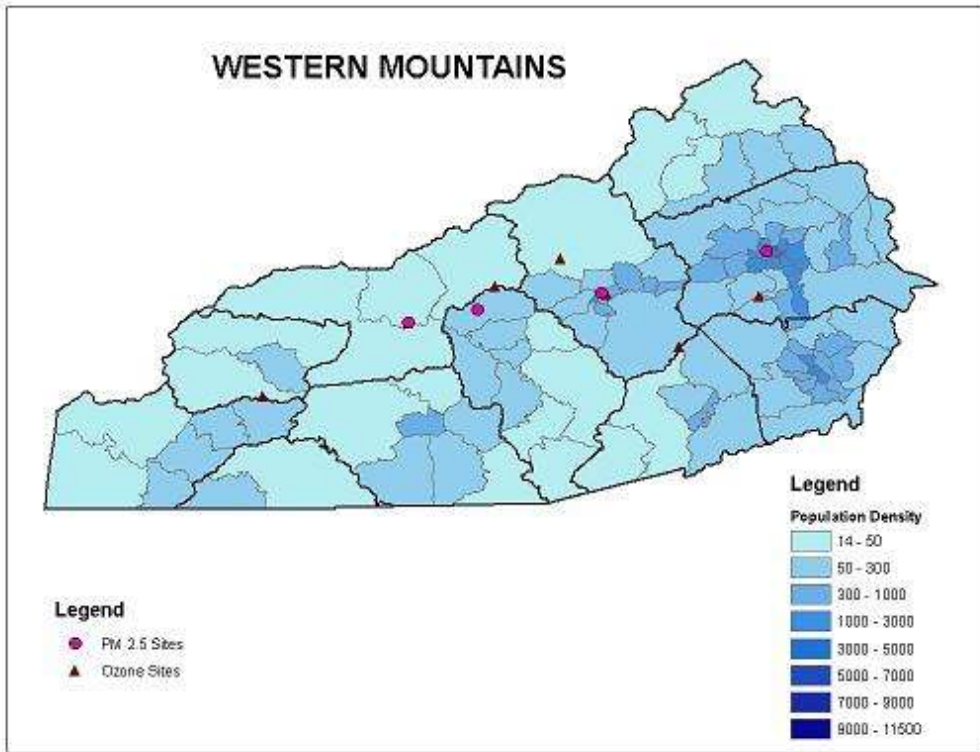 WESTERN MOUNTAINS
Legend
Population Density
14 - 50
50 - 300
300 - 1000
1000 - 3000
3000 - 5000
5000 - 7000
7000 - 9000
9000 - 11500
Legend
PM 2.5 Sites
Ozone Sites